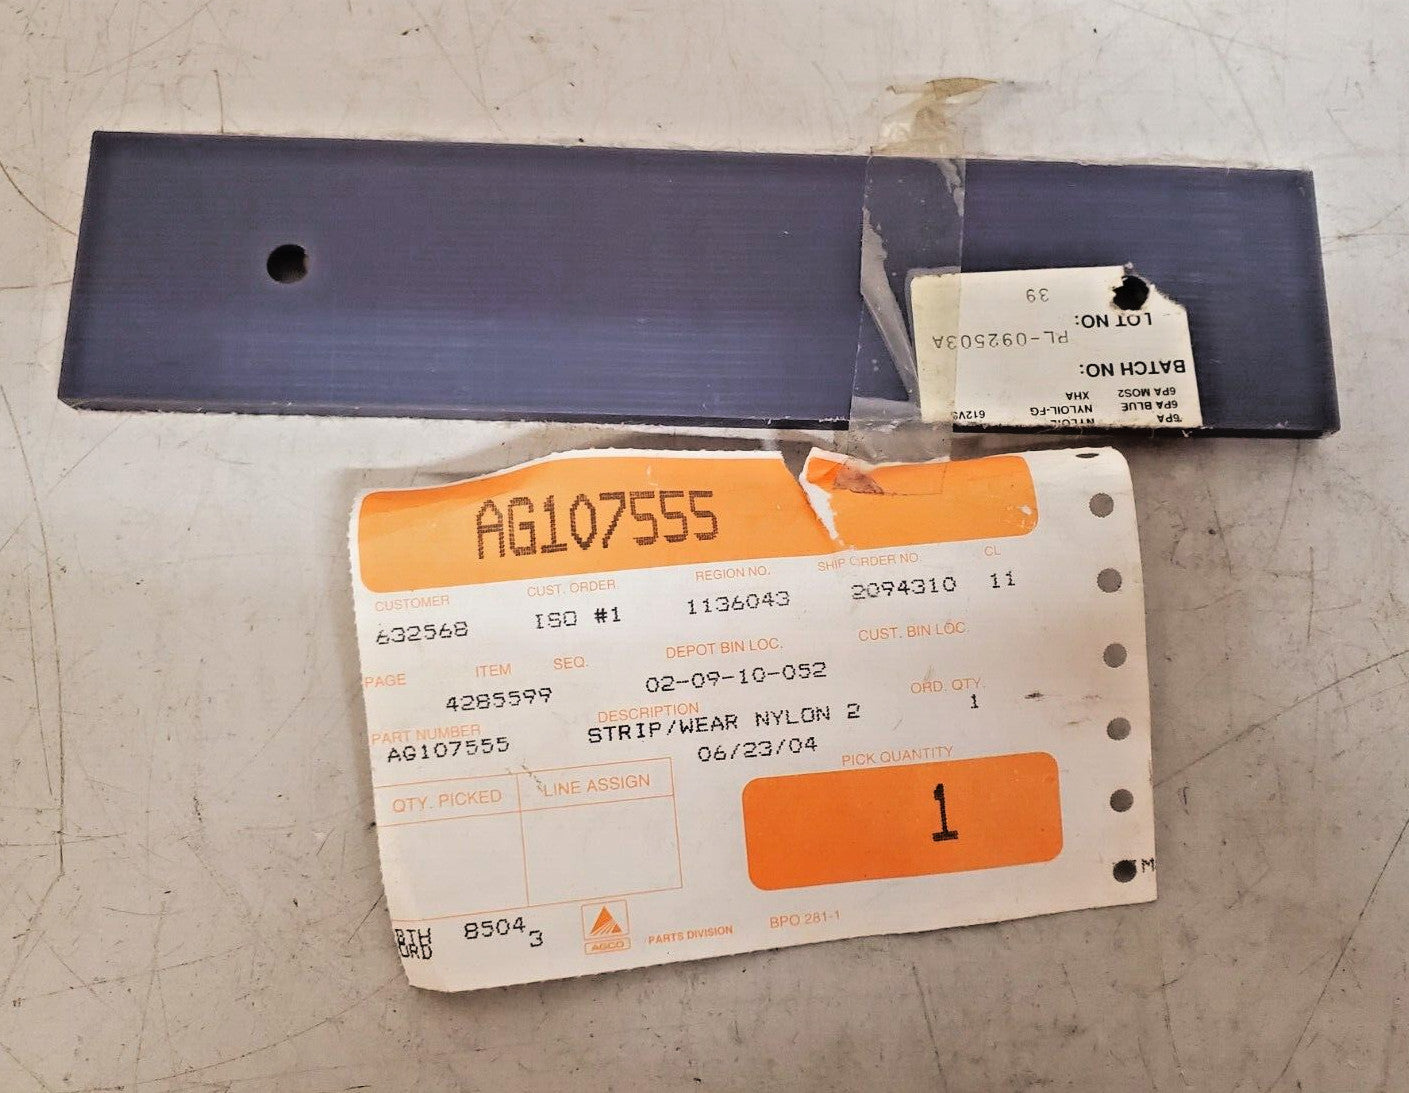 39
LOT NO:
PL-092503A
BATCH NO:
6PA MOS2 XHA
6PA BLUE NYLOIL-FG 612VS
6PA NYLOIL
AG107555
CUSTOMER CUST. ORDER REGION NO. SHIP ORDER NO. CL
632568 ISO #1 1136043 2094310 11
PAGE ITEM SEQ. DEPOT BIN LOC. CUST. BIN LOC.
4285599 02-09-10-052
PART NUMBER DESCRIPTION ORD. QTY.
AG107555 STRIP/WEAR NYLON 2 1
06/23/04
QTY. PICKED LINE ASSIGN PICK QUANTITY
1
8504 3
AGCO PARTS DIVISION BPO 281-1